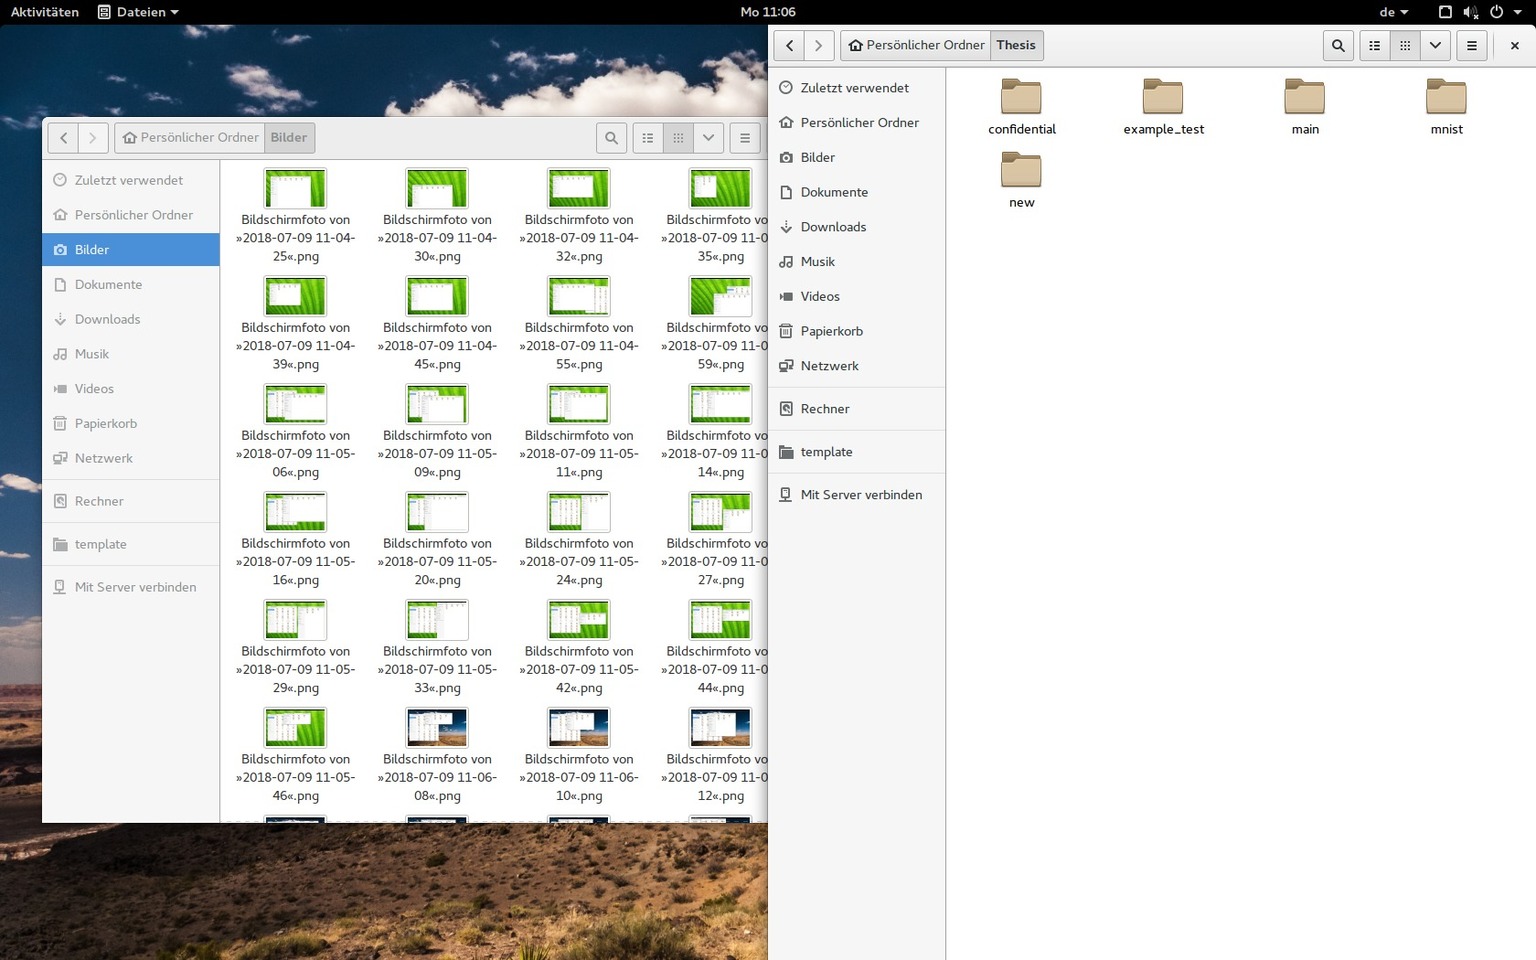 Aktivitäten Dateien Mo 11:06 de
Persönlicher Ordner Thesis
Zuletzt verwendet
Persönlicher Ordner
Bilder
Dokumente
Downloads
Musik
Videos
Papierkorb
Netzwerk
Rechner
template
Mit Server verbinden
confidential example_test main mnist
new
Persönlicher Ordner Bilder
Zuletzt verwendet
Persönlicher Ordner
Bilder
Dokumente
Downloads
Musik
Videos
Papierkorb
Netzwerk
Rechner
template
Mit Server verbinden
Bildschirmfoto von Bildschirmfoto von Bildschirmfoto von Bildschirmfoto vo
»2018-07-09 11-04- »2018-07-09 11-04- »2018-07-09 11-04- »2018-07-09 11-0
25«.png 30«.png 32«.png 35«.png
Bildschirmfoto von Bildschirmfoto von Bildschirmfoto von Bildschirmfoto vo
»2018-07-09 11-04- »2018-07-09 11-04- »2018-07-09 11-04- »2018-07-09 11-0
39«.png 45«.png 55«.png 59«.png
Bildschirmfoto von Bildschirmfoto von Bildschirmfoto von Bildschirmfoto vo
»2018-07-09 11-05- »2018-07-09 11-05- »2018-07-09 11-05- »2018-07-09 11-0
06«.png 09«.png 11«.png 14«.png
Bildschirmfoto von Bildschirmfoto von Bildschirmfoto von Bildschirmfoto vo
»2018-07-09 11-05- »2018-07-09 11-05- »2018-07-09 11-05- »2018-07-09 11-0
16«.png 20«.png 24«.png 27«.png
Bildschirmfoto von Bildschirmfoto von Bildschirmfoto von Bildschirmfoto vo
»2018-07-09 11-05- »2018-07-09 11-05- »2018-07-09 11-05- »2018-07-09 11-0
29«.png 33«.png 42«.png 44«.png
Bildschirmfoto von Bildschirmfoto von Bildschirmfoto von Bildschirmfoto vo
»2018-07-09 11-05- »2018-07-09 11-06- »2018-07-09 11-06- »2018-07-09 11-0
46«.png 08«.png 10«.png 12«.png